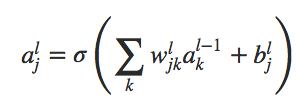 a_j^l = σ ( ∑_k w_{jk}^l a_k^{l-1} + b_j^l )